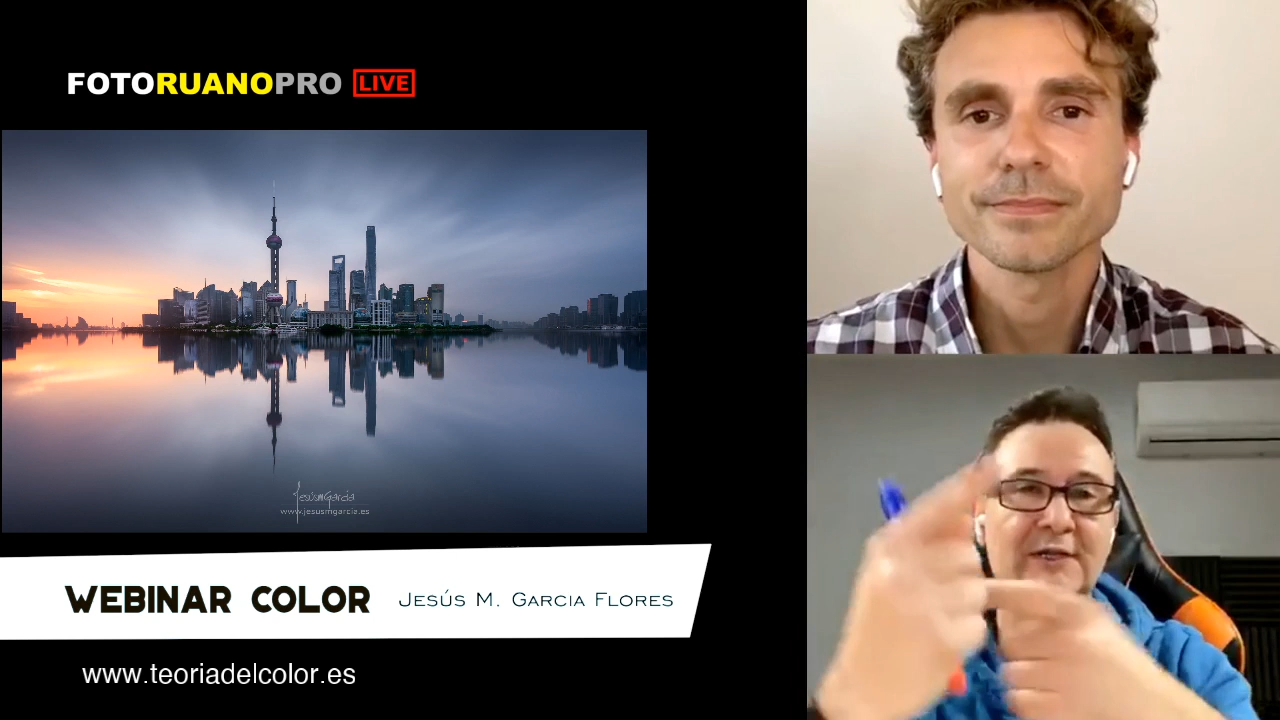 FOTORUANOPRO LIVE
JesúsmGarcía
www.jesusmgarcia.es
WEBINAR COLOR JESÚS M. GARCIA FLORES
www.teoriadelcolor.es